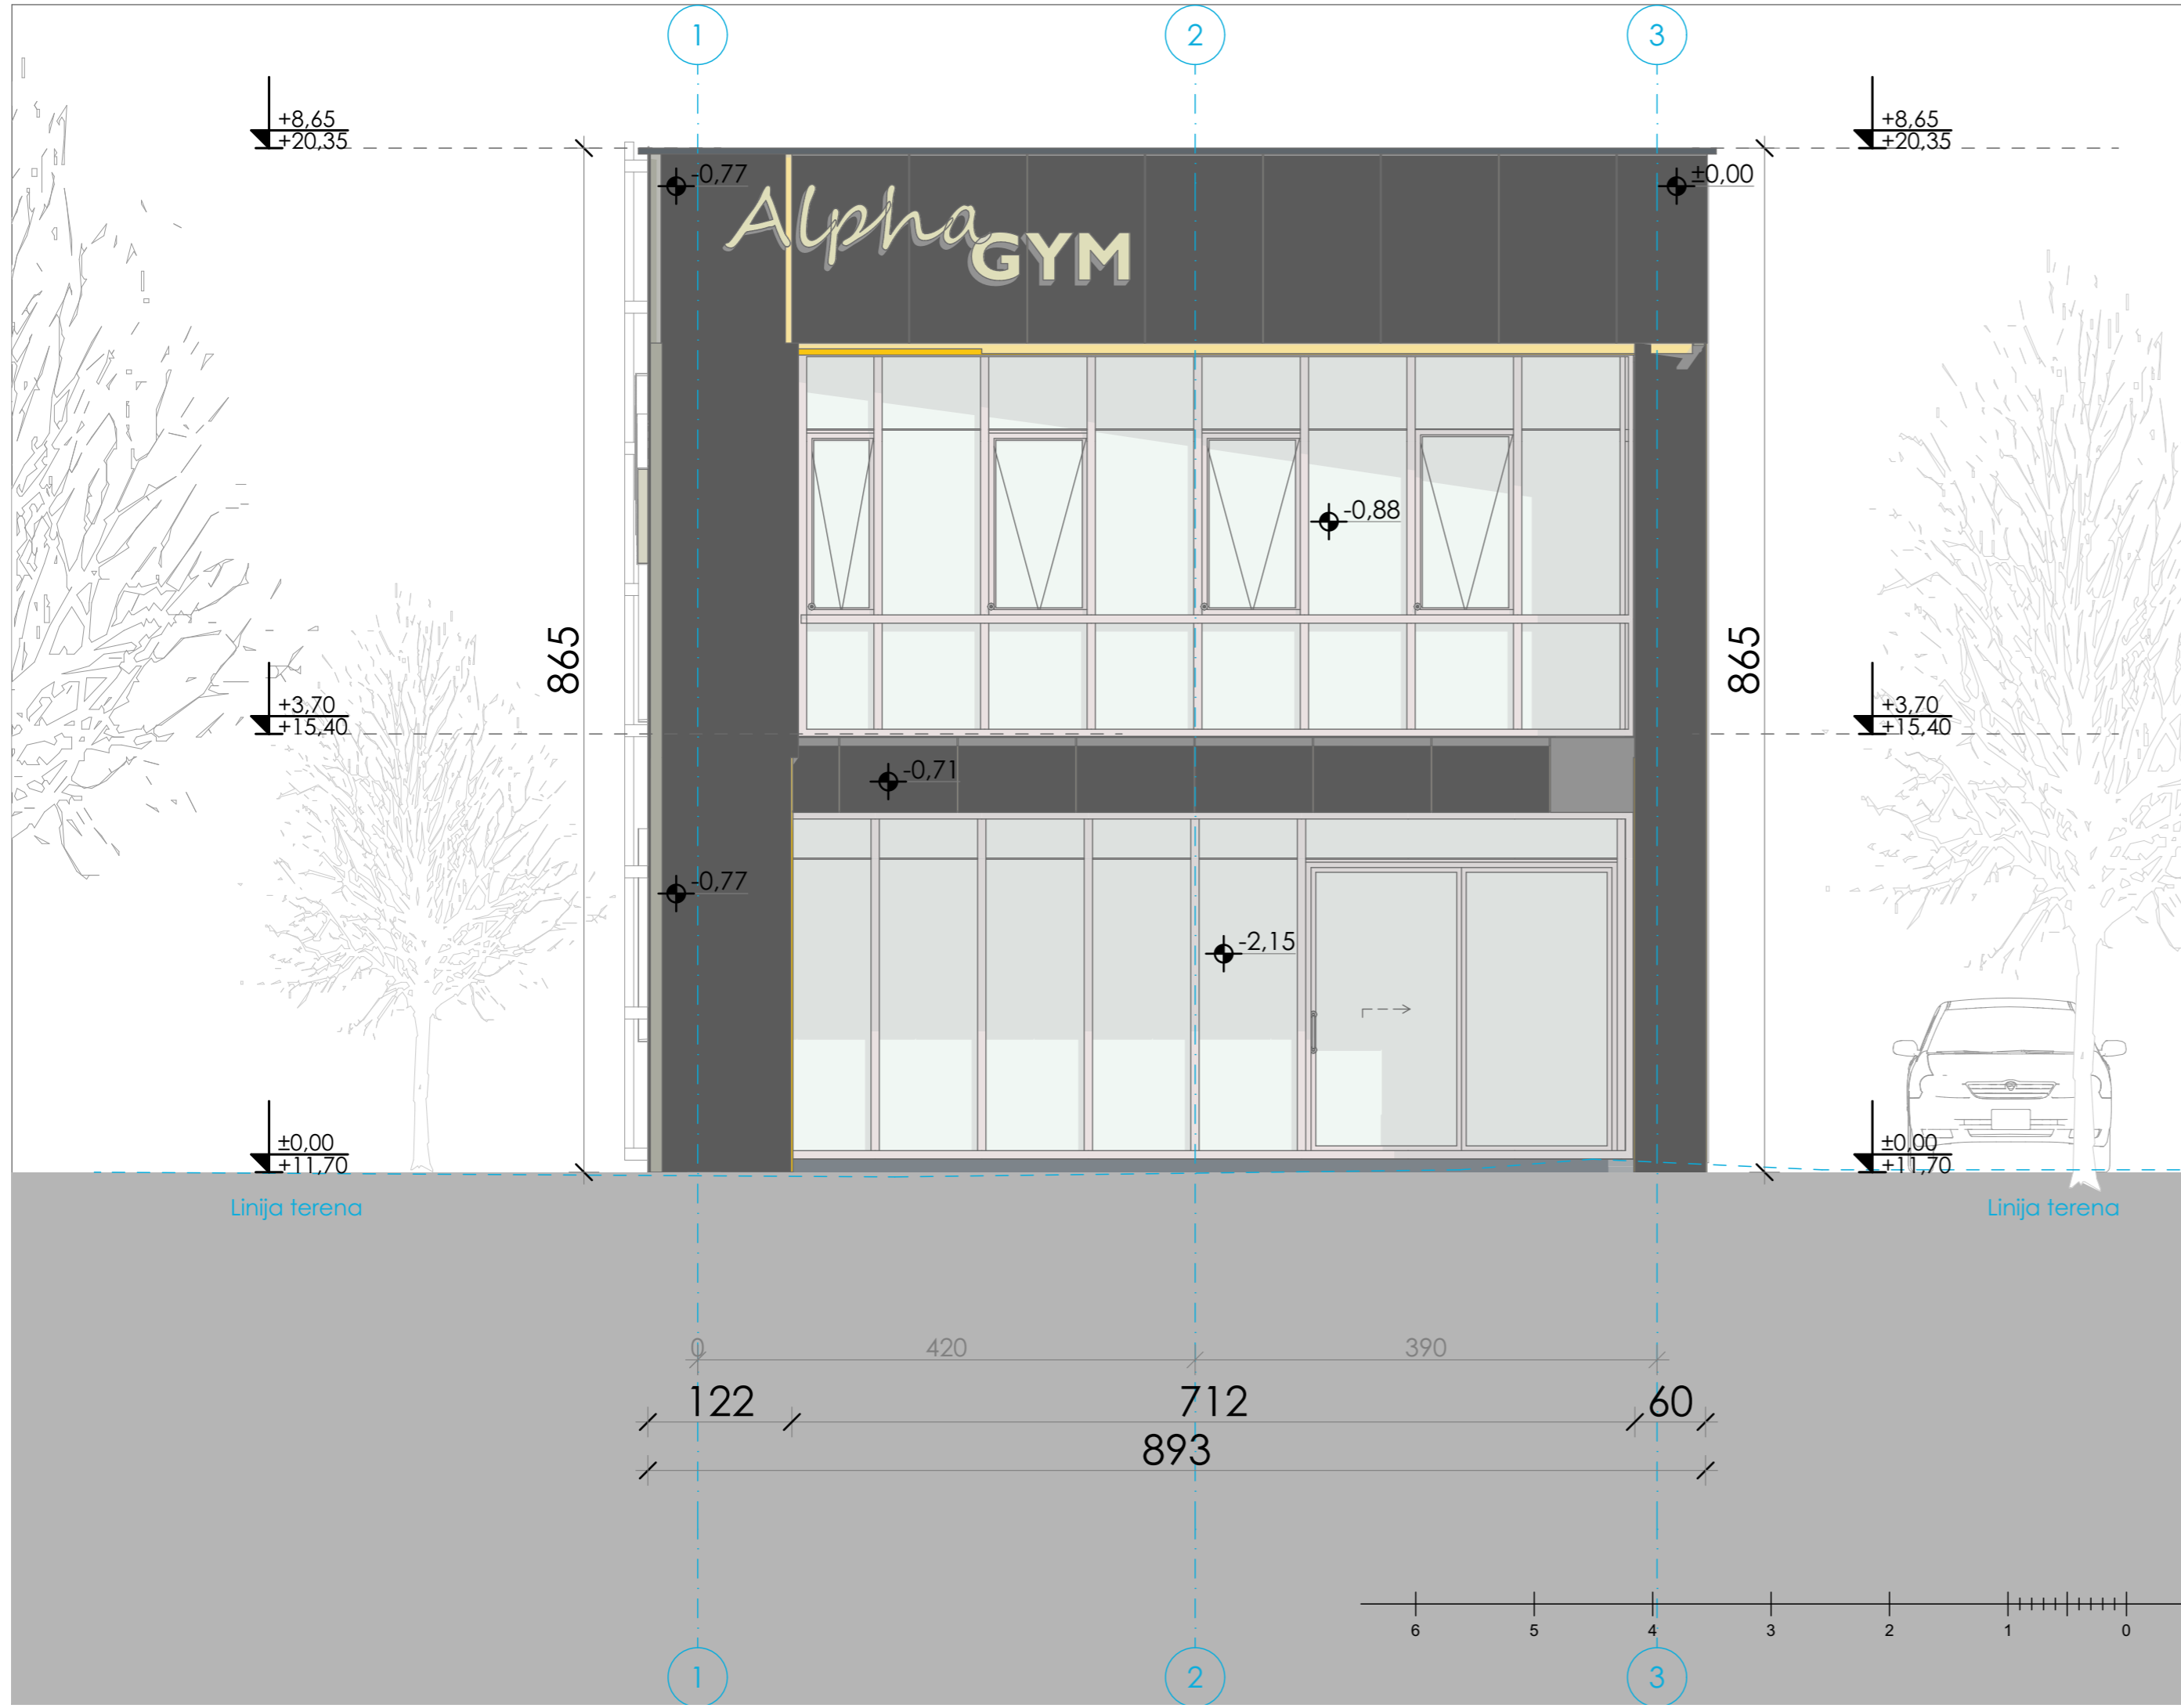 1 2 3
+8,65
+20,35
+8,65
+20,35
-0,77
±0,00
Alpha GYM
-0,88
865
865
+3,70
+15,40
+3,70
+15,40
-0,71
-0,77
-2,15
±0,00
+11,70
±0,00
+11,70
Linija terena
Linija terena
0 420 390
122 712 60
893
6 5 4 3 2 1 0
1 2 3